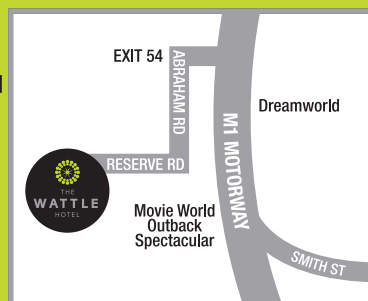 EXIT 54
ABRAHAM RD
M1 MOTORWAY
Dreamworld
RESERVE RD
THE
WATTLE
HOTEL
Movie World
Outback
Spectacular
SMITH ST